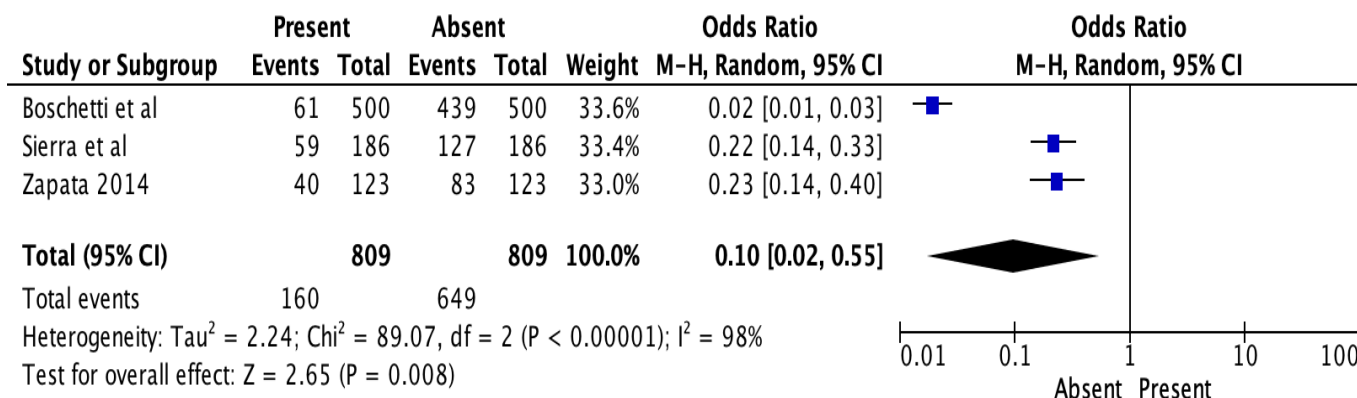 Present Absent Odds Ratio Odds Ratio
Study or Subgroup Events Total Events Total Weight M-H, Random, 95% CI M-H, Random, 95% CI
Boschetti et al 61 500 439 500 33.6% 0.02 [0.01, 0.03]
Sierra et al 59 186 127 186 33.4% 0.22 [0.14, 0.33]
Zapata 2014 40 123 83 123 33.0% 0.23 [0.14, 0.40]
Total (95% CI) 809 809 100.0% 0.10 [0.02, 0.55]
Total events 160 649
Heterogeneity: Tau² = 2.24; Chi² = 89.07, df = 2 (P < 0.00001); I² = 98%
Test for overall effect: Z = 2.65 (P = 0.008)
0.01 0.1 1 10 100
Absent Present